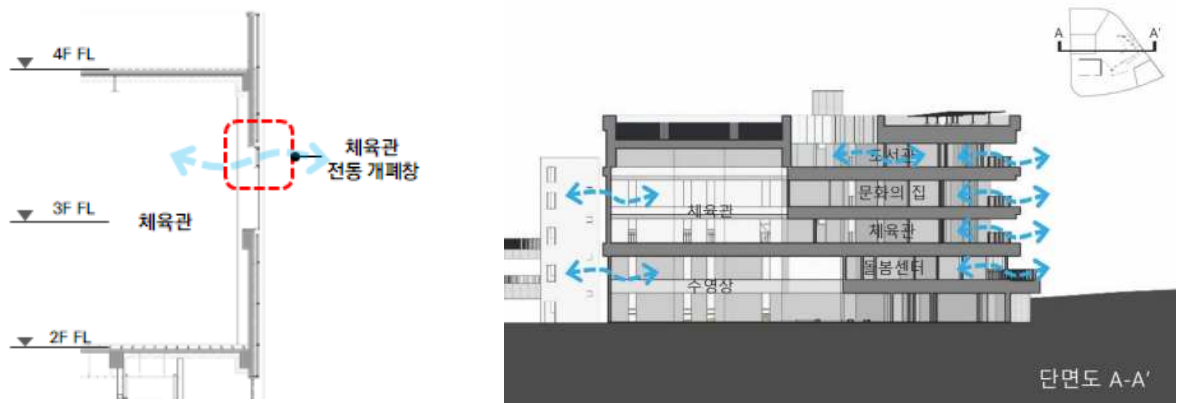 4F FL
체육관
전동 개폐창
3F FL
체육관
2F FL
A
A'
도서관
문화의 집
체육관
체육관
돌봄센터
수영상
단면도 A-A'